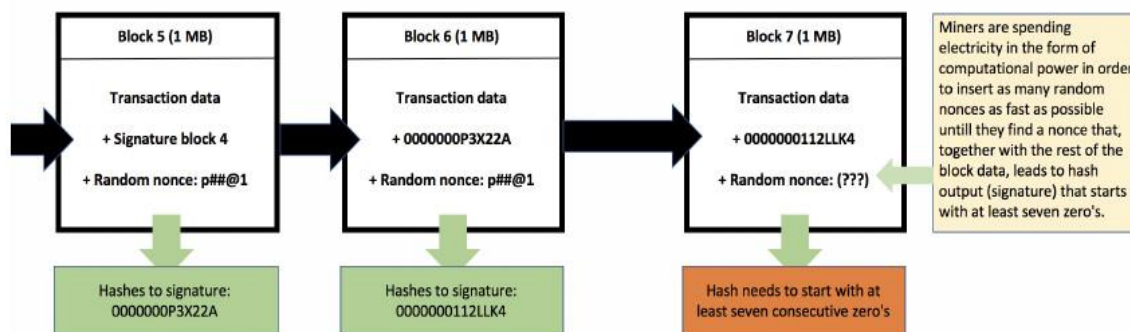 Block 5 (1 MB)
Transaction data
+ Signature block 4
+ Random nonce: p##@1
Hashes to signature:
0000000P3X22A
Block 6 (1 MB)
Transaction data
+ 0000000P3X22A
+ Random nonce: p##@1
Hashes to signature:
0000000112LLK4
Block 7 (1 MB)
Transaction data
+ 0000000112LLK4
+ Random nonce: (???)
Hash needs to start with at
least seven consecutive zero's
Miners are spending
electricity in the form of
computational power in order
to insert as many random
nonces as fast as possible
untill they find a nonce that,
together with the rest of the
block data, leads to hash
output (signature) that starts
with at least seven zero's.